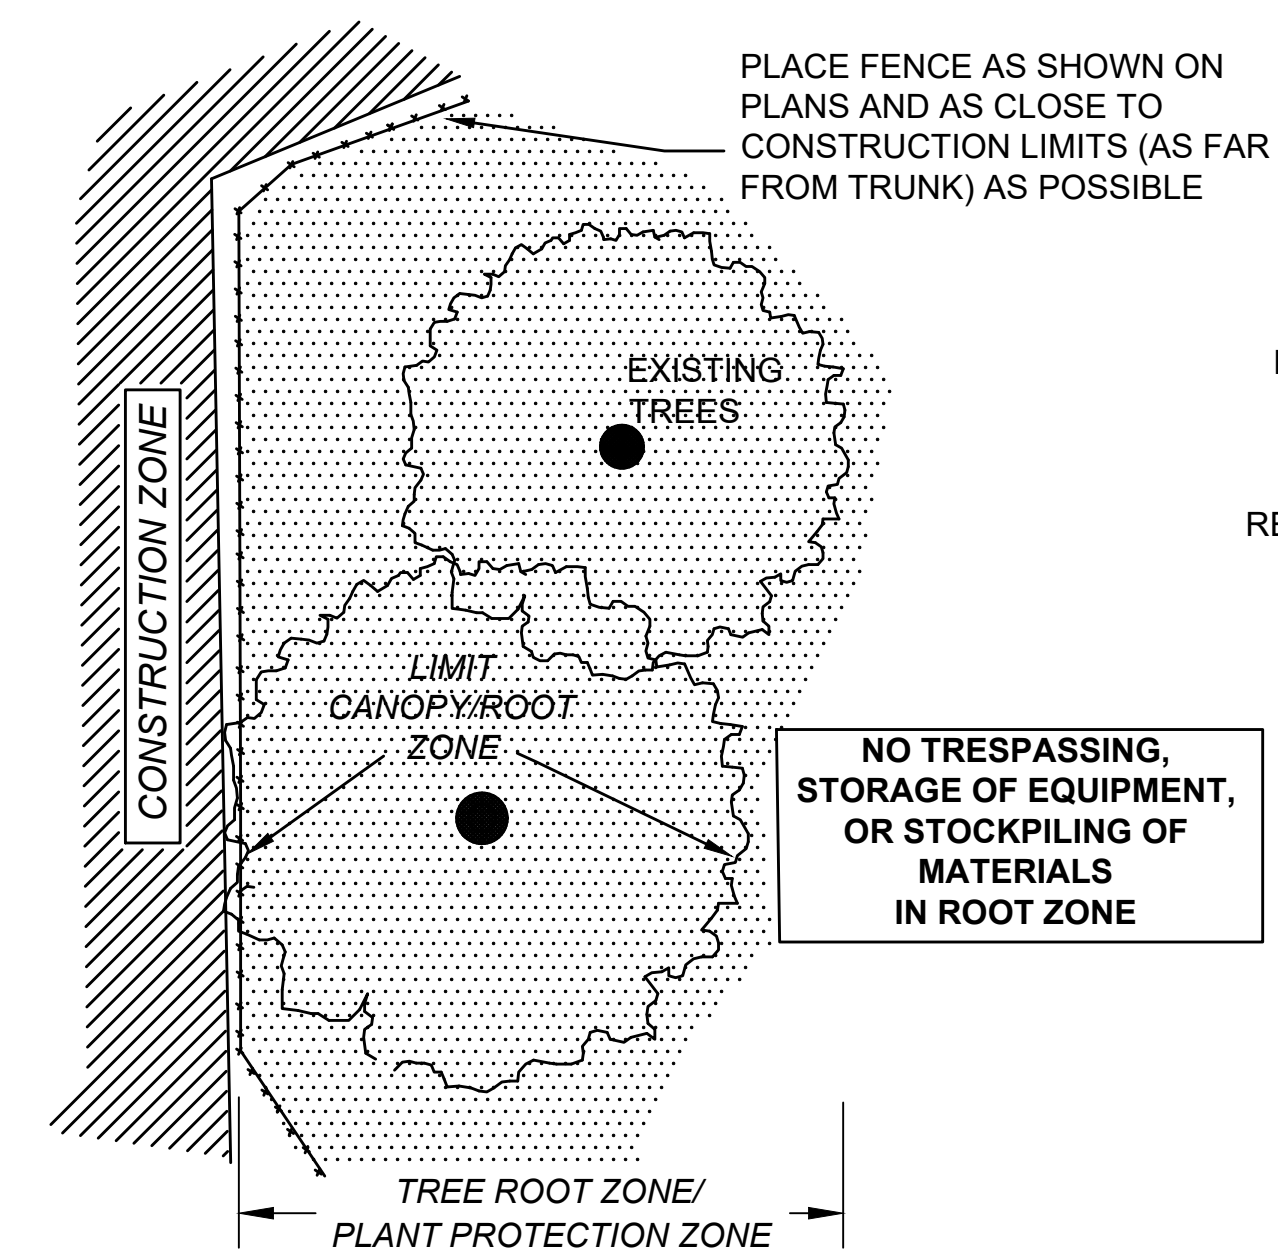 PLACE FENCE AS SHOWN ON
PLANS AND AS CLOSE TO
CONSTRUCTION LIMITS (AS FAR
FROM TRUNK) AS POSSIBLE
EXISTING
TREES
CONSTRUCTION ZONE
LIMIT
CANOPY/ROOT
ZONE
NO TRESPASSING,
STORAGE OF EQUIPMENT,
OR STOCKPILING OF
MATERIALS
IN ROOT ZONE
TREE ROOT ZONE/
PLANT PROTECTION ZONE